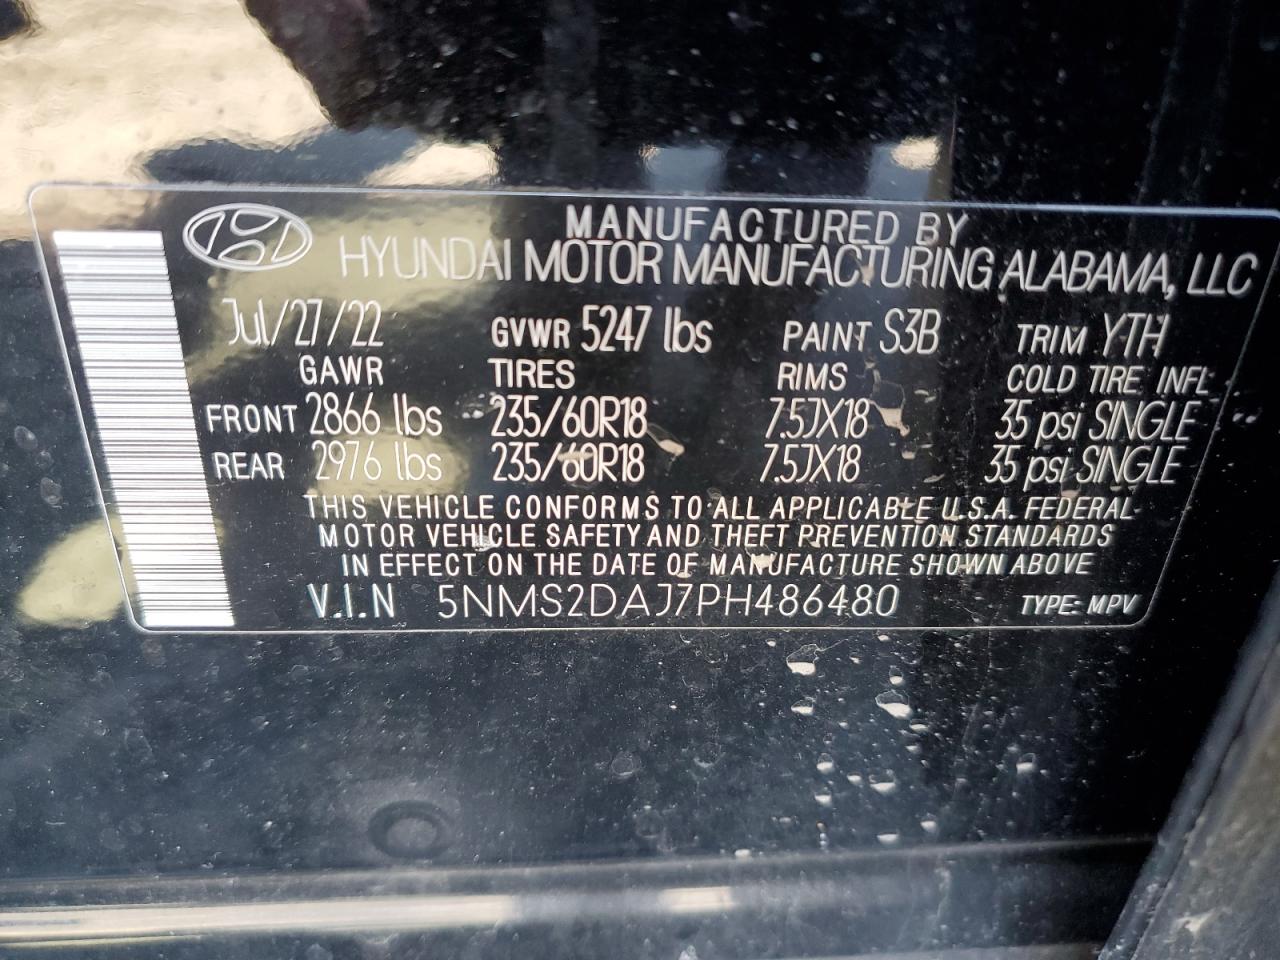 MANUFACTURED BY
HYUNDAI MOTOR MANUFACTURING ALABAMA, LLC
Jul/27/22 GVWR 5247 lbs PAINT S3B TRIM YTH
GAWR TIRES RIMS COLD TIRE INFL.
FRONT 2866 lbs 235/60R18 7.5JX18 35 psi SINGLE
REAR 2976 lbs 235/60R18 7.5JX18 35 psi SINGLE
THIS VEHICLE CONFORMS TO ALL APPLICABLE U.S.A. FEDERAL
MOTOR VEHICLE SAFETY AND THEFT PREVENTION STANDARDS
IN EFFECT ON THE DATE OF MANUFACTURE SHOWN ABOVE
V.I.N 5NMS2DAJ7PH486480 TYPE: MPV